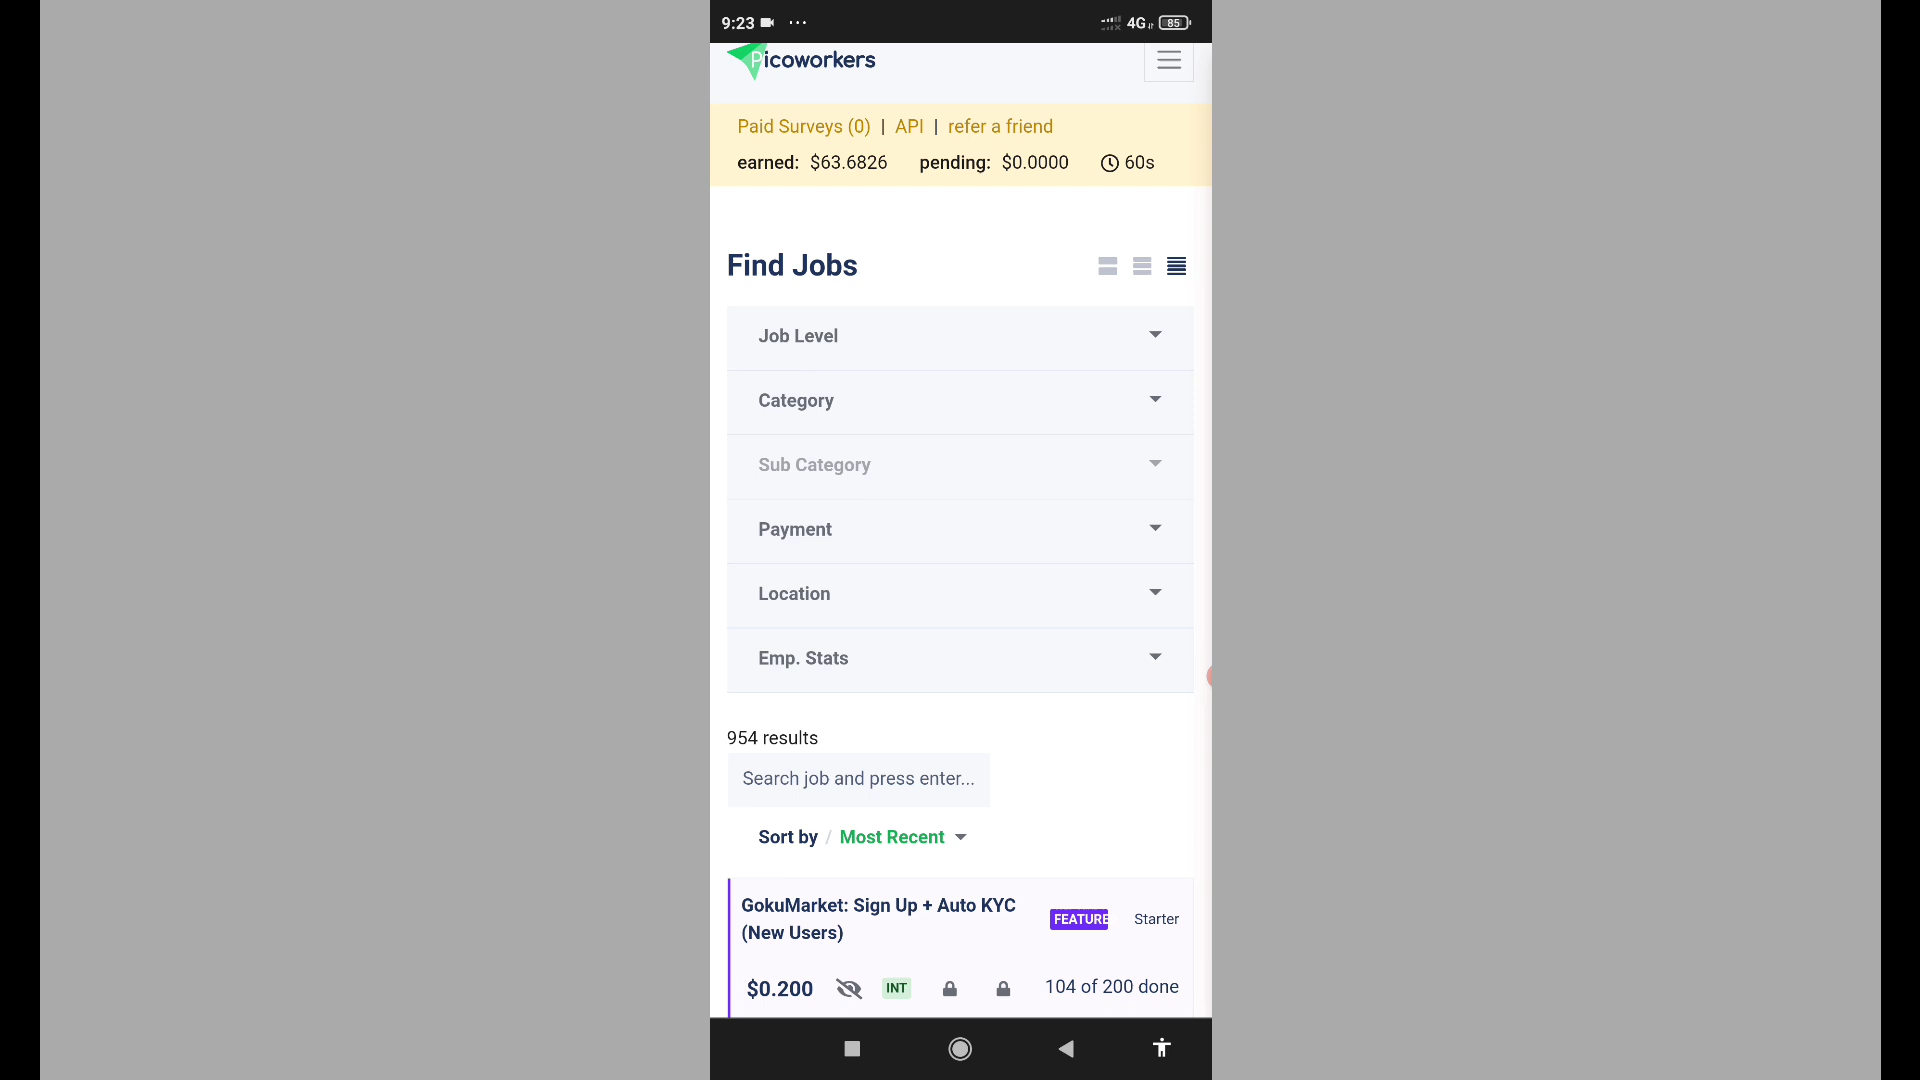 9:23 ... 4G 85
Picoworkers
Paid Surveys (0) | API | refer a friend
earned: $63.6826 pending: $0.0000 60s
Find Jobs
Job Level
Category
Sub Category
Payment
Location
Emp. Stats
954 results
Search job and press enter...
Sort by / Most Recent
GokuMarket: Sign Up + Auto KYC
(New Users)
FEATURE Starter
$0.200 INT 104 of 200 done